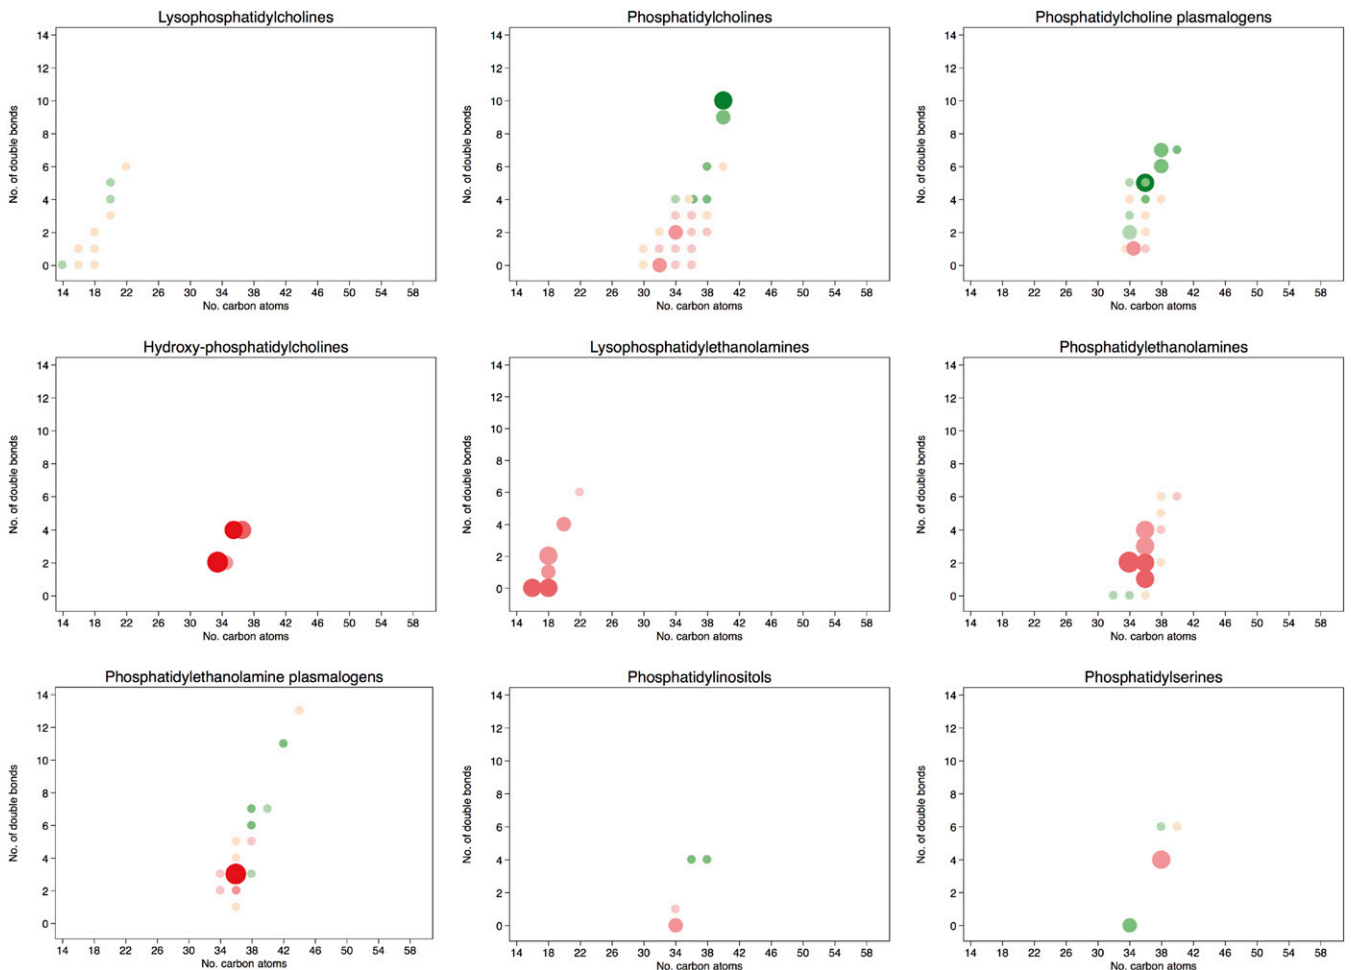 Lysophosphatidylcholines
No. of double bonds
14
12
10
8
6
4
2
0
14 18 22 26 30 34 38 42 46 50 54 58
No. carbon atoms
Phosphatidylcholines
No. of double bonds
14
12
10
8
6
4
2
0
14 18 22 26 30 34 38 42 46 50 54 58
No. carbon atoms
Phosphatidylcholine plasmalogens
No. of double bonds
14
12
10
8
6
4
2
0
14 18 22 26 30 34 38 42 46 50 54 58
No. carbon atoms
Hydroxy-phosphatidylcholines
No. of double bonds
14
12
10
8
6
4
2
0
14 18 22 26 30 34 38 42 46 50 54 58
No. carbon atoms
Lysophosphatidylethanolamines
No. of double bonds
14
12
10
8
6
4
2
0
14 18 22 26 30 34 38 42 46 50 54 58
No. carbon atoms
Phosphatidylethanolamines
No. of double bonds
14
12
10
8
6
4
2
0
14 18 22 26 30 34 38 42 46 50 54 58
No. carbon atoms
Phosphatidylethanolamine plasmalogens
No. of double bonds
14
12
10
8
6
4
2
0
14 18 22 26 30 34 38 42 46 50 54 58
No. carbon atoms
Phosphatidylinositols
No. of double bonds
14
12
10
8
6
4
2
0
14 18 22 26 30 34 38 42 46 50 54 58
No. carbon atoms
Phosphatidylserines
No. of double bonds
14
12
10
8
6
4
2
0
14 18 22 26 30 34 38 42 46 50 54 58
No. carbon atoms